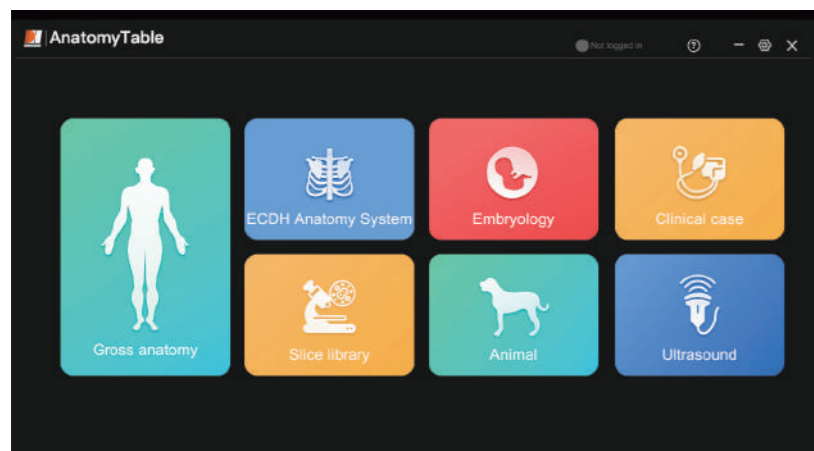 AnatomyTable
Not logged in
ECDH Anatomy System
Embryology
Clinical case
Gross anatomy
Slice library
Animal
Ultrasound